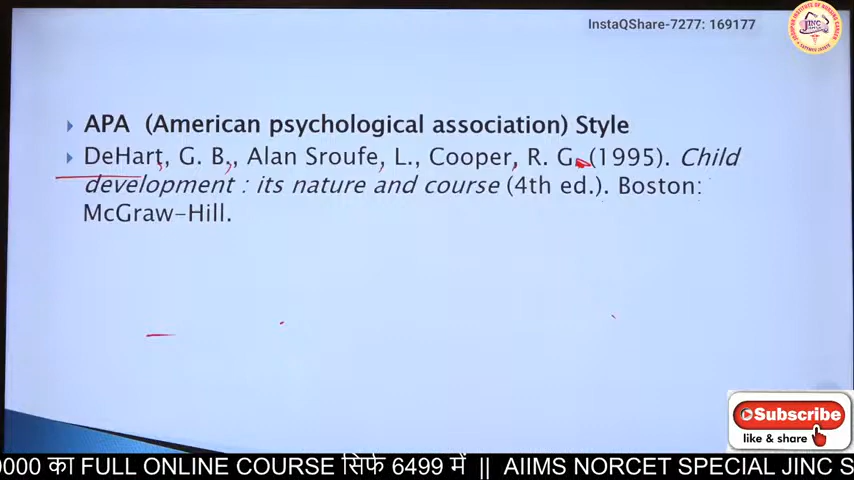 InstaQShare-7277: 169177
JINC
APA (American psychological association) Style
DeHart, G. B., Alan Sroufe, L., Cooper, R. G. (1995). Child
development : its nature and course (4th ed.). Boston:
McGraw-Hill.
Subscribe
like & share
0000 का FULL ONLINE COURSE सिर्फ 6499 में || AIIMS NORCET SPECIAL JINC S